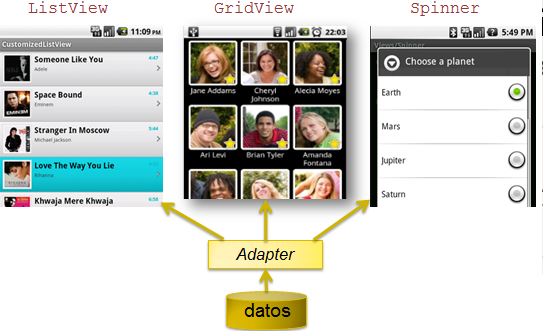 ListView
GridView
Spinner
11:09 PM
CustomizedListView
Someone Like You
4:47
Adele
Space Bound
4:38
Eminem
EMINEM
Stranger In Moscow
5:44
Michael Jackson
Love The Way You Lie
Rihanna
Khwaja Mere Khwaja
6:58
22:03
Jane Adams
Cheryl Johnson
Alecia Moyes
Ari Levi
Brian Tyler
Amanda Fontana
5:49 PM
Views/Spinner
Choose a planet
Earth
Mars
Jupiter
Saturn
Adapter
datos